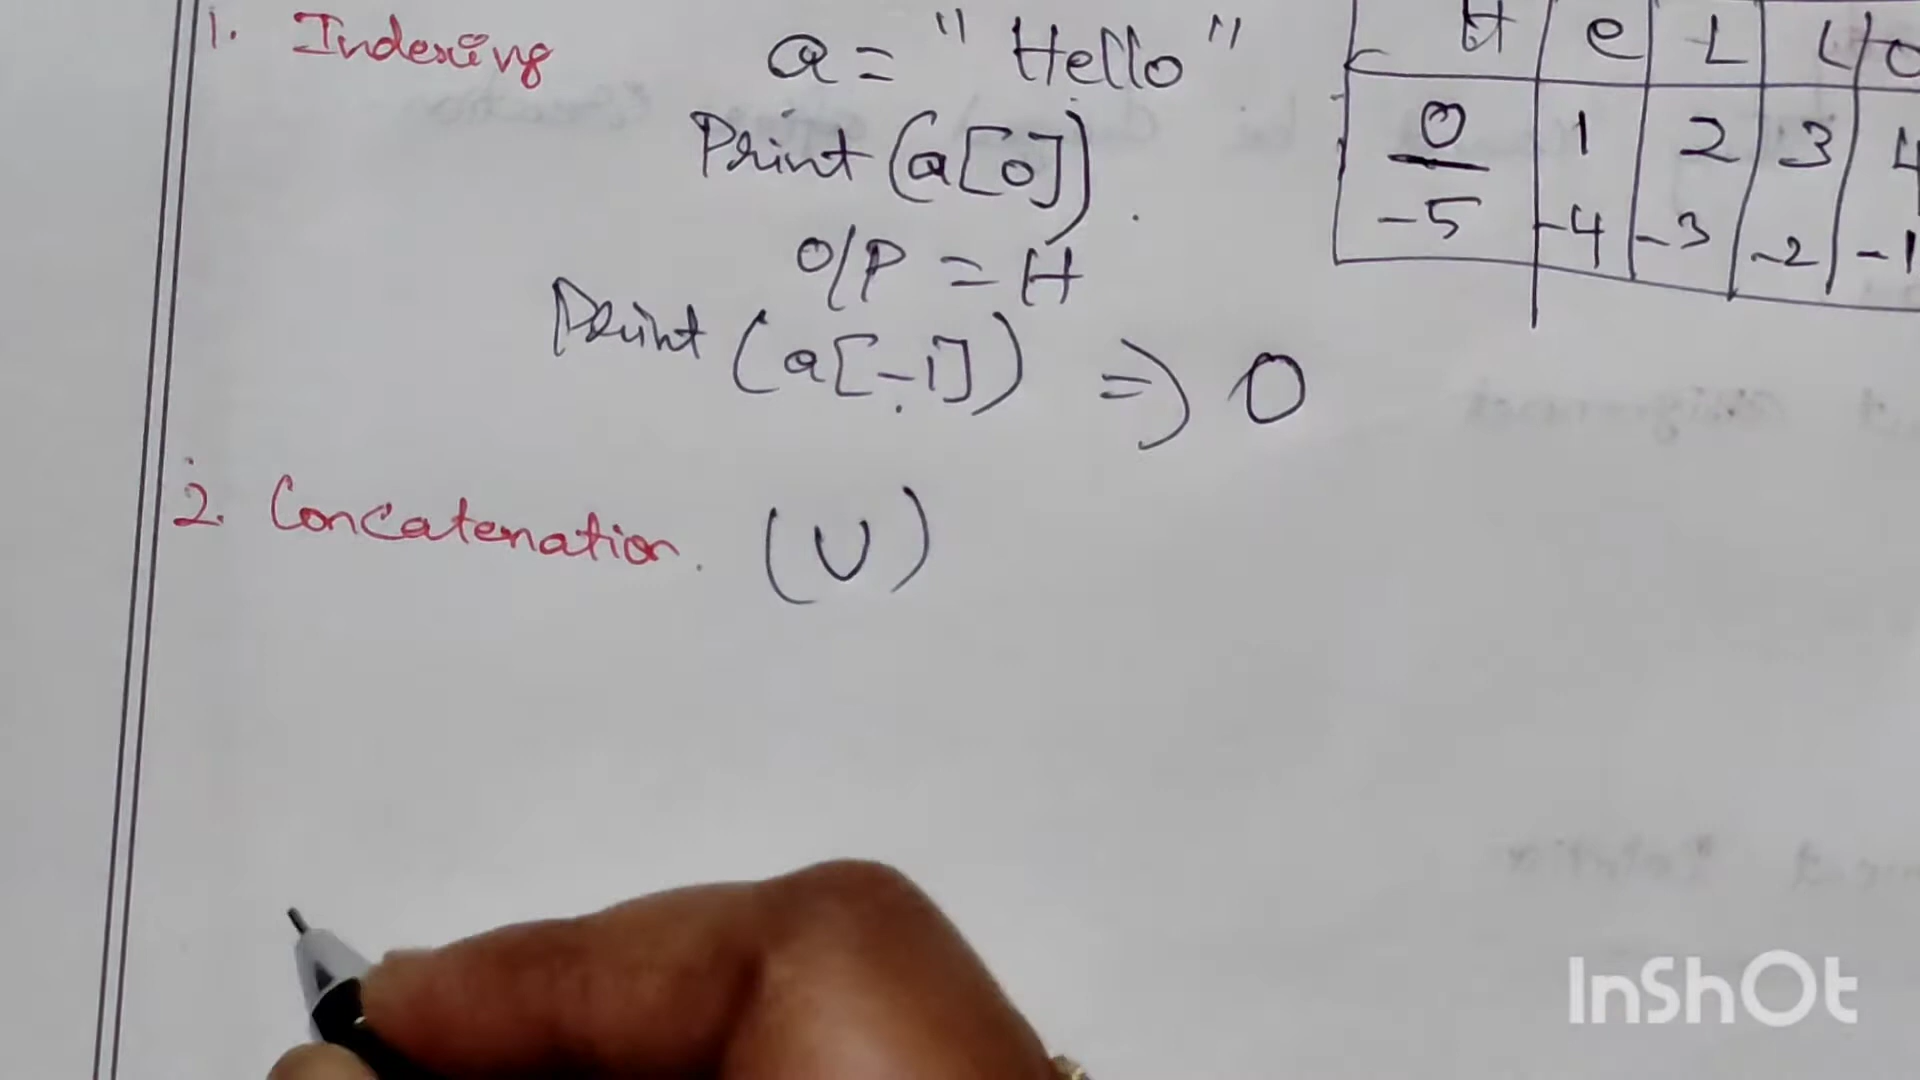 1. Indexing a = "Hello"
Print (a[0]).
O/P = H
Print (a[-1]) => O
H e L L o
0 1 2 3 4
-5 -4 -3 -2 -1
2. Concatenation. (U)
InShOt